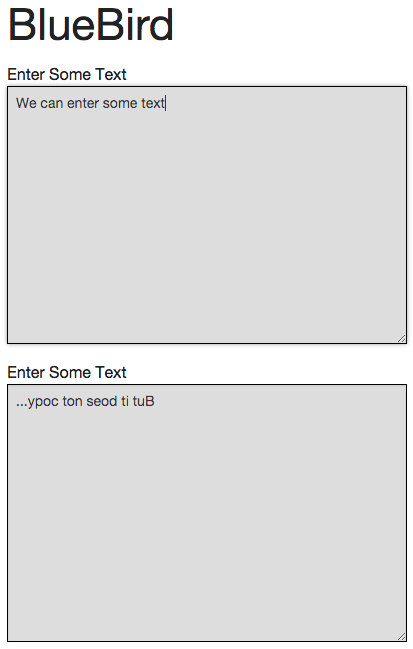 BlueBird
Enter Some Text
We can enter some text
Enter Some Text
...ypoc ton seod ti tuB